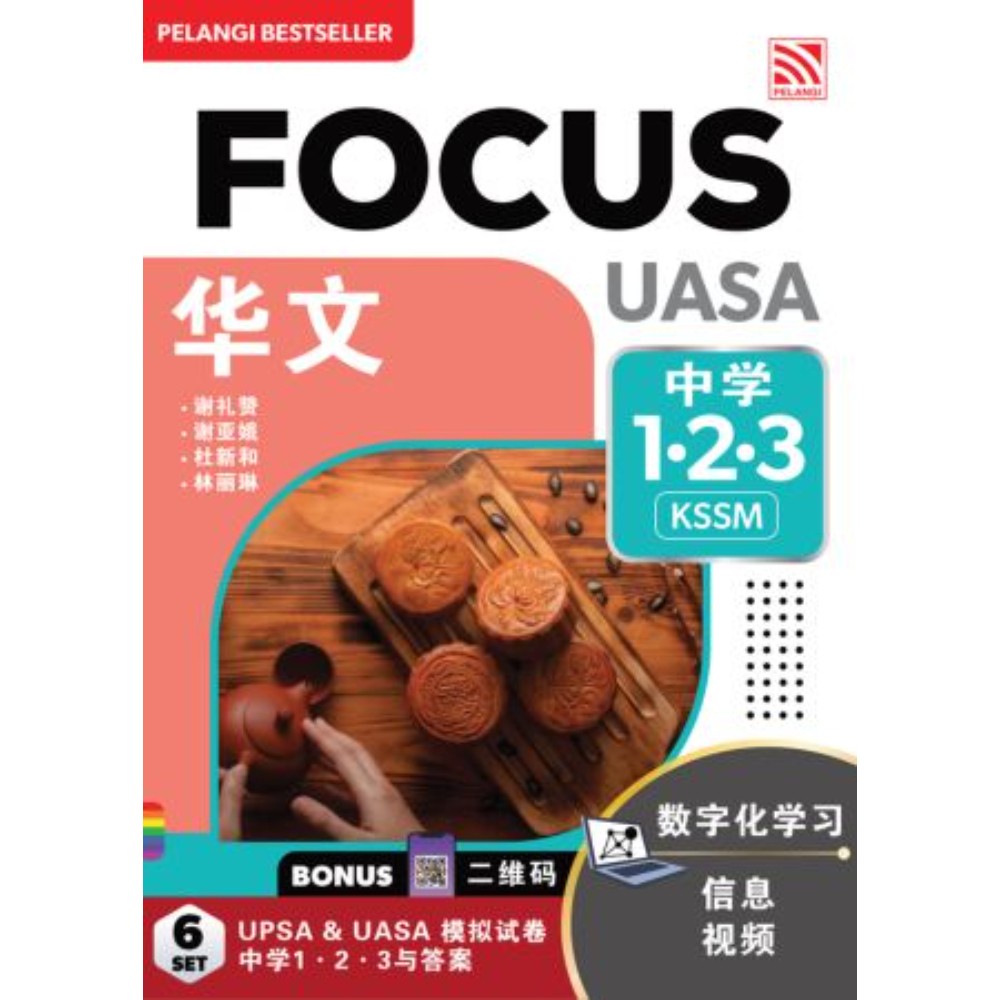 PELANGI BESTSELLER
PELANGI
FOCUS
UASA
华文
• 谢礼赞
• 谢亚娥
• 杜新和
• 林丽琳
中学
1•2•3
KSSM
数字化学习
信息
视频
BONUS 二维码
6 SET
UPSA & UASA 模拟试卷
中学1 • 2 • 3与答案